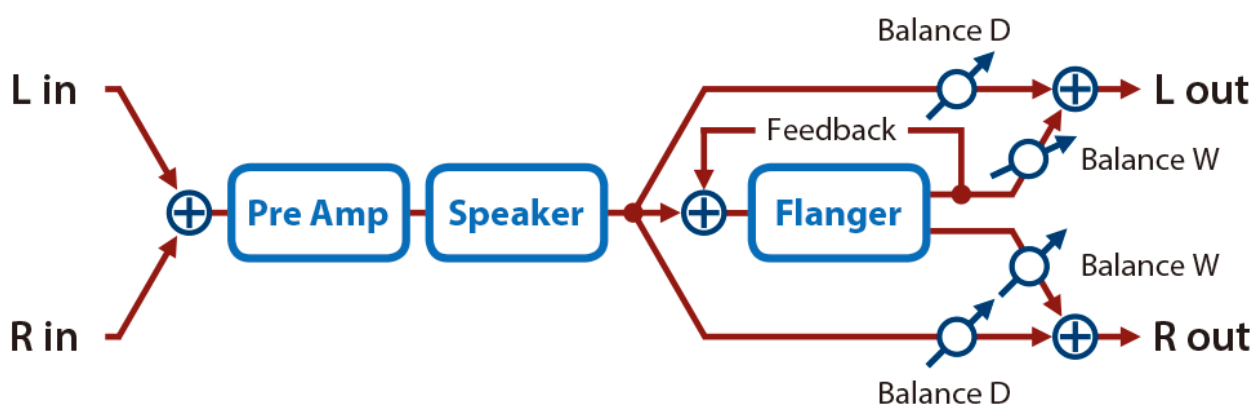 Balance D
L in
L out
Feedback
Balance W
Pre Amp
Speaker
Flanger
Balance W
R in
R out
Balance D